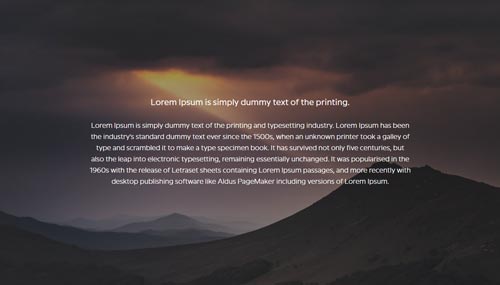 Lorem Ipsum is simply dummy text of the printing.
Lorem Ipsum is simply dummy text of the printing and typesetting industry. Lorem Ipsum has been
the industry's standard dummy text ever since the 1500s, when an unknown printer took a galley of
type and scrambled it to make a type specimen book. It has survived not only five centuries, but
also the leap into electronic typesetting, remaining essentially unchanged. It was popularised in the
1960s with the release of Letraset sheets containing Lorem Ipsum passages, and more recently with
desktop publishing software like Aldus PageMaker including versions of Lorem Ipsum.